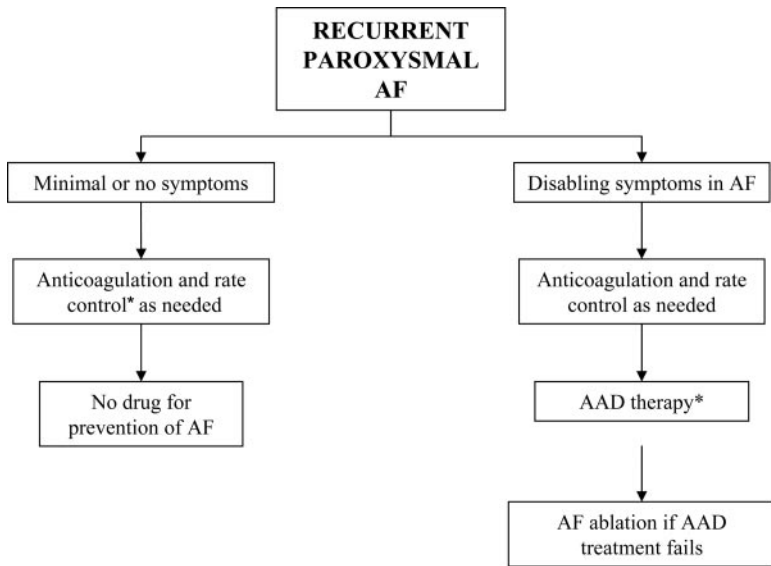 RECURRENT
PAROXYSMAL
AF
Minimal or no symptoms
Disabling symptoms in AF
Anticoagulation and rate
control* as needed
Anticoagulation and rate
control as needed
No drug for
prevention of AF
AAD therapy*
AF ablation if AAD
treatment fails